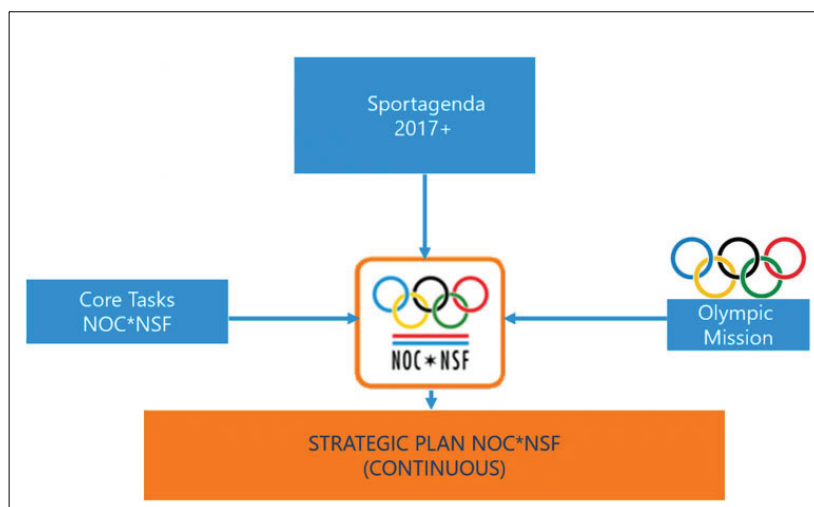 Sportagenda
2017+
Core Tasks
NOC*NSF
NOC*NSF
Olympic
Mission
STRATEGIC PLAN NOC*NSF
(CONTINUOUS)